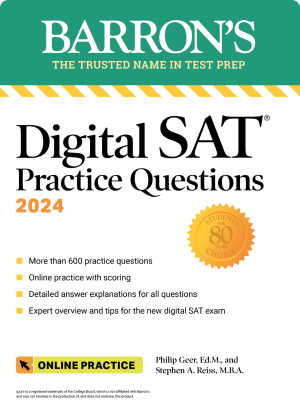 BARRON'S
THE TRUSTED NAME IN TEST PREP
Digital SAT®
Practice Questions
2024
STUDENTS'
80
CHOICE
More than 600 practice questions
Online practice with scoring
Detailed answer explanations for all questions
Expert overview and tips for the new digital SAT exam
ONLINE PRACTICE
Philip Geer, Ed.M., and
Stephen A. Reiss, M.B.A.
SAT® is a registered trademark of the College Board, which is not affiliated with Barron's
and was not involved in the production of, and does not endorse, this product.